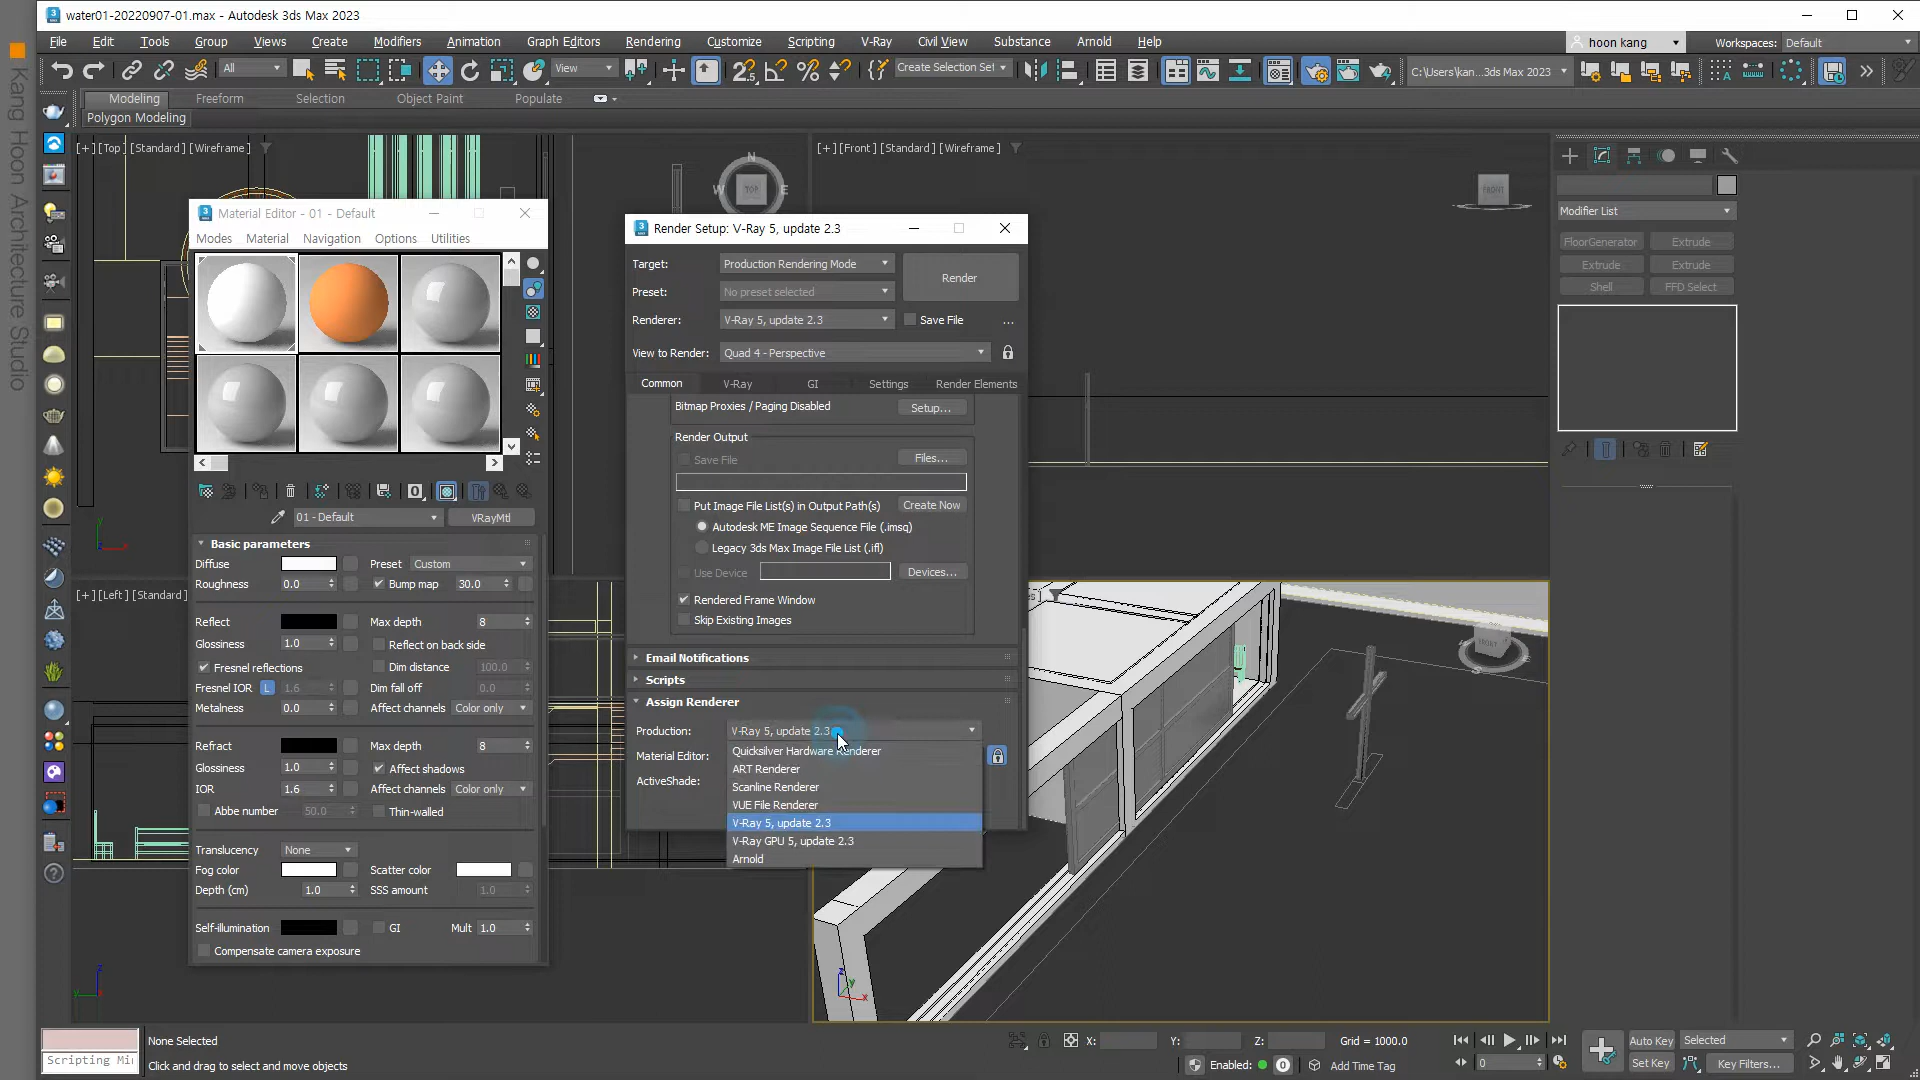 water01-20220907-01.max - Autodesk 3ds Max 2023
File Edit Tools Group Views Create Modifiers Animation Graph Editors Rendering Customize Scripting V-Ray Civil View Substance Arnold Help
hoon kang
Workspaces: Default
All
View
Create Selection Set
C:\Users\kan...3ds Max 2023
Modeling Freeform Selection Object Paint Populate
Polygon Modeling
Kang Hoon Architecture Studio
[+] [Top] [Standard] [Wireframe]
N
W
TOP
E
[+] [Front] [Standard] [Wireframe]
FRONT
Modifier List
FloorGenerator Extrude
Extrude Extrude
Shell FFD Select
Material Editor - 01 - Default
Modes Material Navigation Options Utilities
01 - Default
VRayMtl
Basic parameters
Diffuse Preset Custom
Roughness 0.0 Bump map 30.0
Reflect Max depth 8
Glossiness 1.0 Reflect on back side
Fresnel reflections Dim distance 100.0
Fresnel IOR L 1.6 Dim fall off 0.0
Metalness 0.0 Affect channels Color only
Refract Max depth 8
Glossiness 1.0 Affect shadows
IOR 1.6 Affect channels Color only
Abbe number 50.0 Thin-walled
Translucency None
Fog color Scatter color
Depth (cm) 1.0 SSS amount 1.0
Self-illumination GI Mult 1.0
Compensate camera exposure
Render Setup: V-Ray 5, update 2.3
Target: Production Rendering Mode
Render
Preset: No preset selected
Renderer: V-Ray 5, update 2.3 Save File ...
View to Render: Quad 4 - Perspective
Common V-Ray GI Settings Render Elements
Bitmap Proxies / Paging Disabled Setup...
Render Output
Save File Files...
Put Image File List(s) in Output Path(s) Create Now
Autodesk ME Image Sequence File (.imsq)
Legacy 3ds Max Image File List (.ifl)
Use Device Devices...
Rendered Frame Window
Skip Existing Images
Email Notifications
Scripts
Assign Renderer
Production: V-Ray 5, update 2.3
Material Editor:
ActiveShade:
Quicksilver Hardware Renderer
ART Renderer
Scanline Renderer
VUE File Renderer
V-Ray 5, update 2.3
V-Ray GPU 5, update 2.3
Arnold
[+] [Left] [Standard]
FRONT
y
x
z
Scripting Mi
None Selected
Click and drag to select and move objects
X: Y: Z: Grid = 1000.0
Enabled: 0 Add Time Tag
0
Auto Key Selected
Set Key Key Filters...